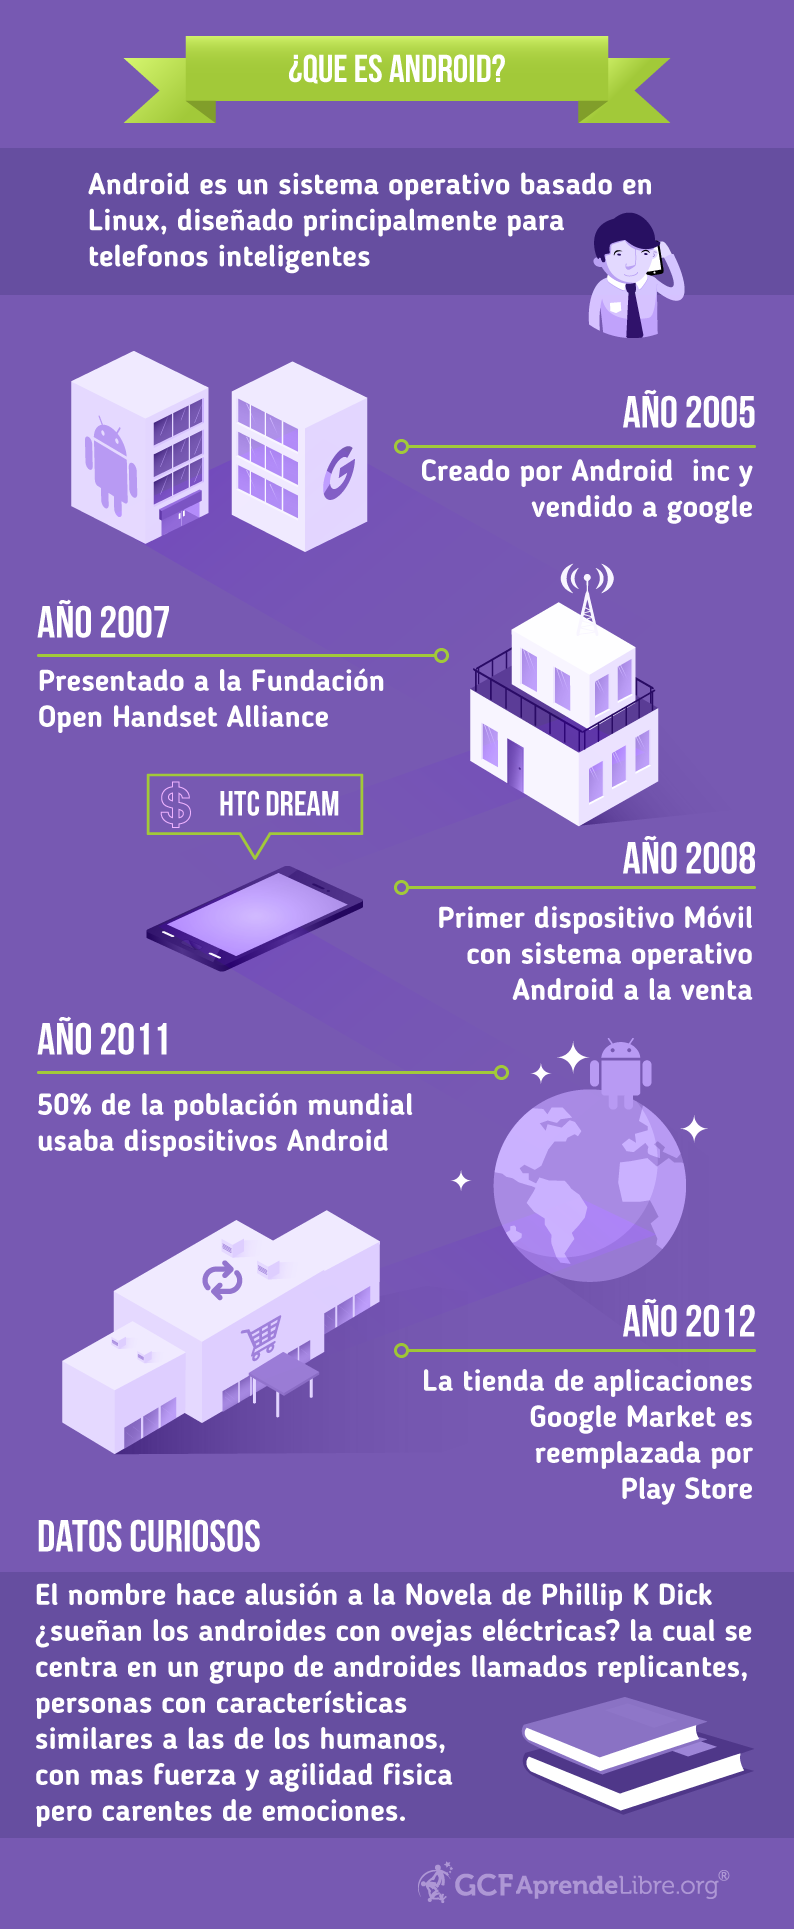 ¿QUE ES ANDROID?
Android es un sistema operativo basado en
Linux, diseñado principalmente para
telefonos inteligentes
AÑO 2005
Creado por Android inc y
vendido a google
AÑO 2007
Presentado a la Fundación
Open Handset Alliance
$ HTC DREAM
AÑO 2008
Primer dispositivo Móvil
con sistema operativo
Android a la venta
AÑO 2011
50% de la población mundial
usaba dispositivos Android
AÑO 2012
La tienda de aplicaciones
Google Market es
reemplazada por
Play Store
DATOS CURIOSOS
El nombre hace alusión a la Novela de Phillip K Dick
¿sueñan los androides con ovejas eléctricas? la cual se
centra en un grupo de androides llamados replicantes,
personas con características
similares a las de los humanos,
con mas fuerza y agilidad fisica
pero carentes de emociones.
GCFAprendeLibre.org®